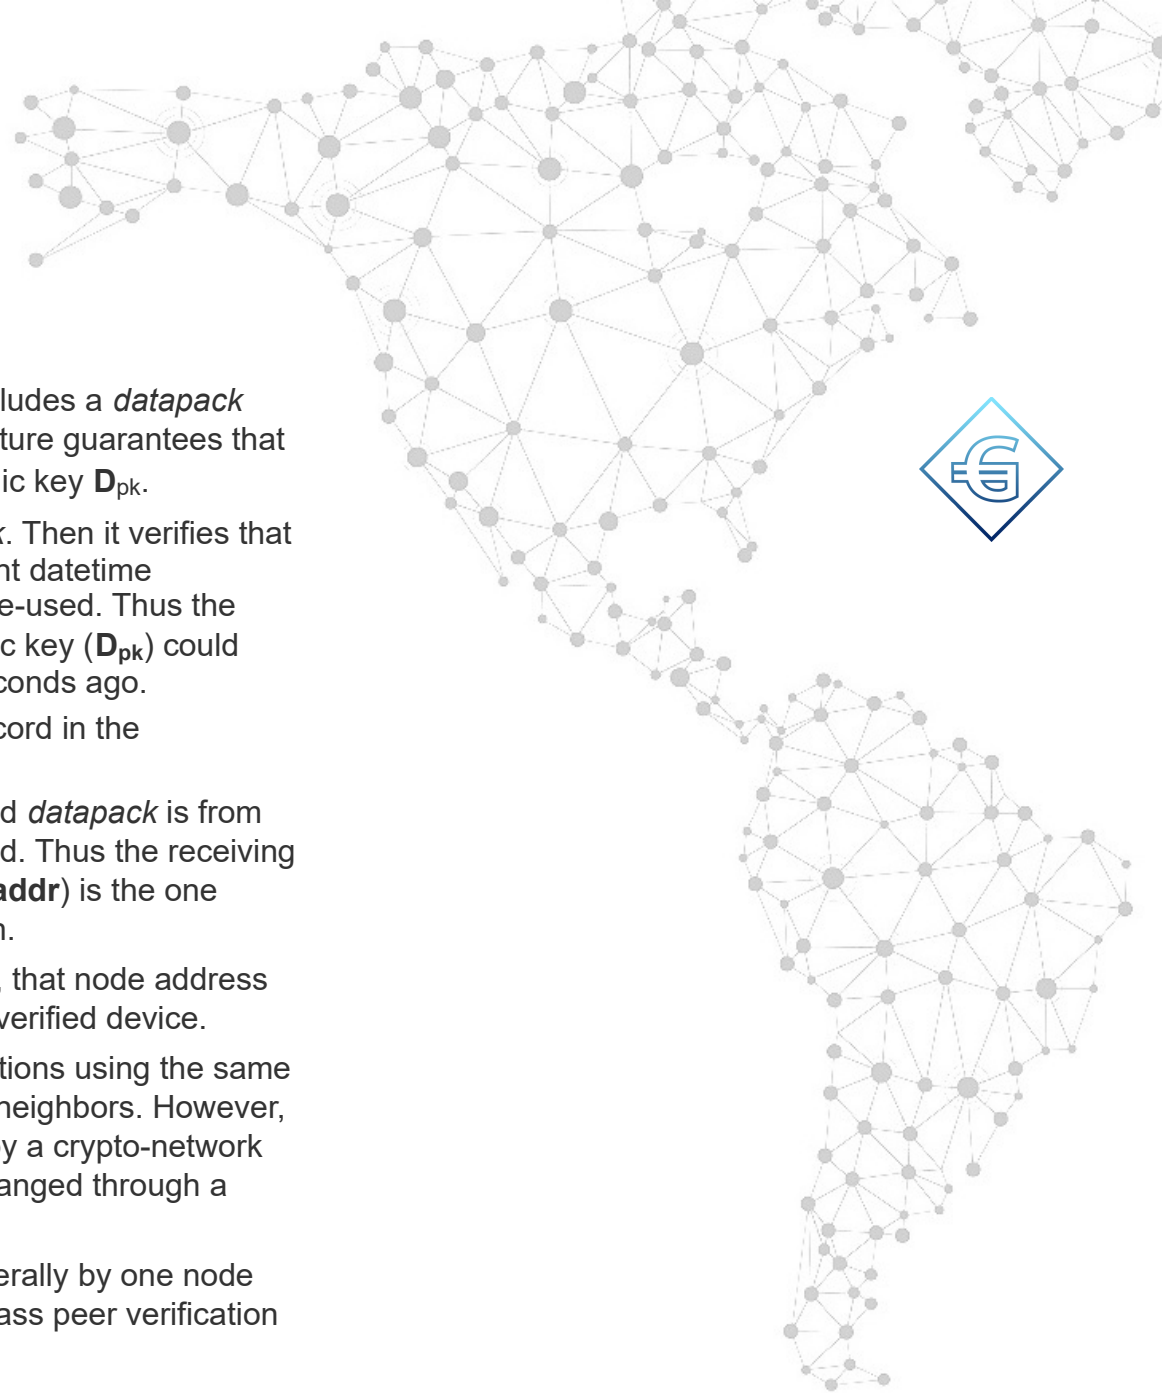 ludes a datapack
ture guarantees that
ic key Dpk.
. Then it verifies that
nt datetime
e-used. Thus the
c key (Dpk) could
conds ago.
cord in the
d datapack is from
d. Thus the receiving
addr) is the one
n.
, that node address
verified device.
tions using the same
neighbors. However,
by a crypto-network
anged through a
erally by one node
ass peer verification